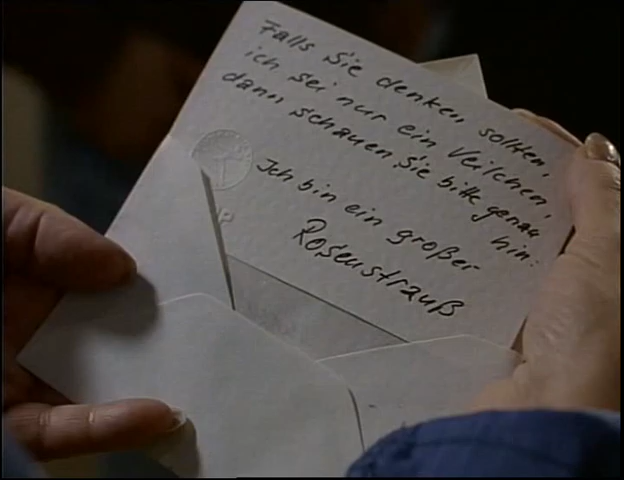 Falls Sie denken sollten,
ich sei nur ein Veilchen,
dann schauen Sie bitte genau
hin:
Ich bin ein großer
Rosenstrauß